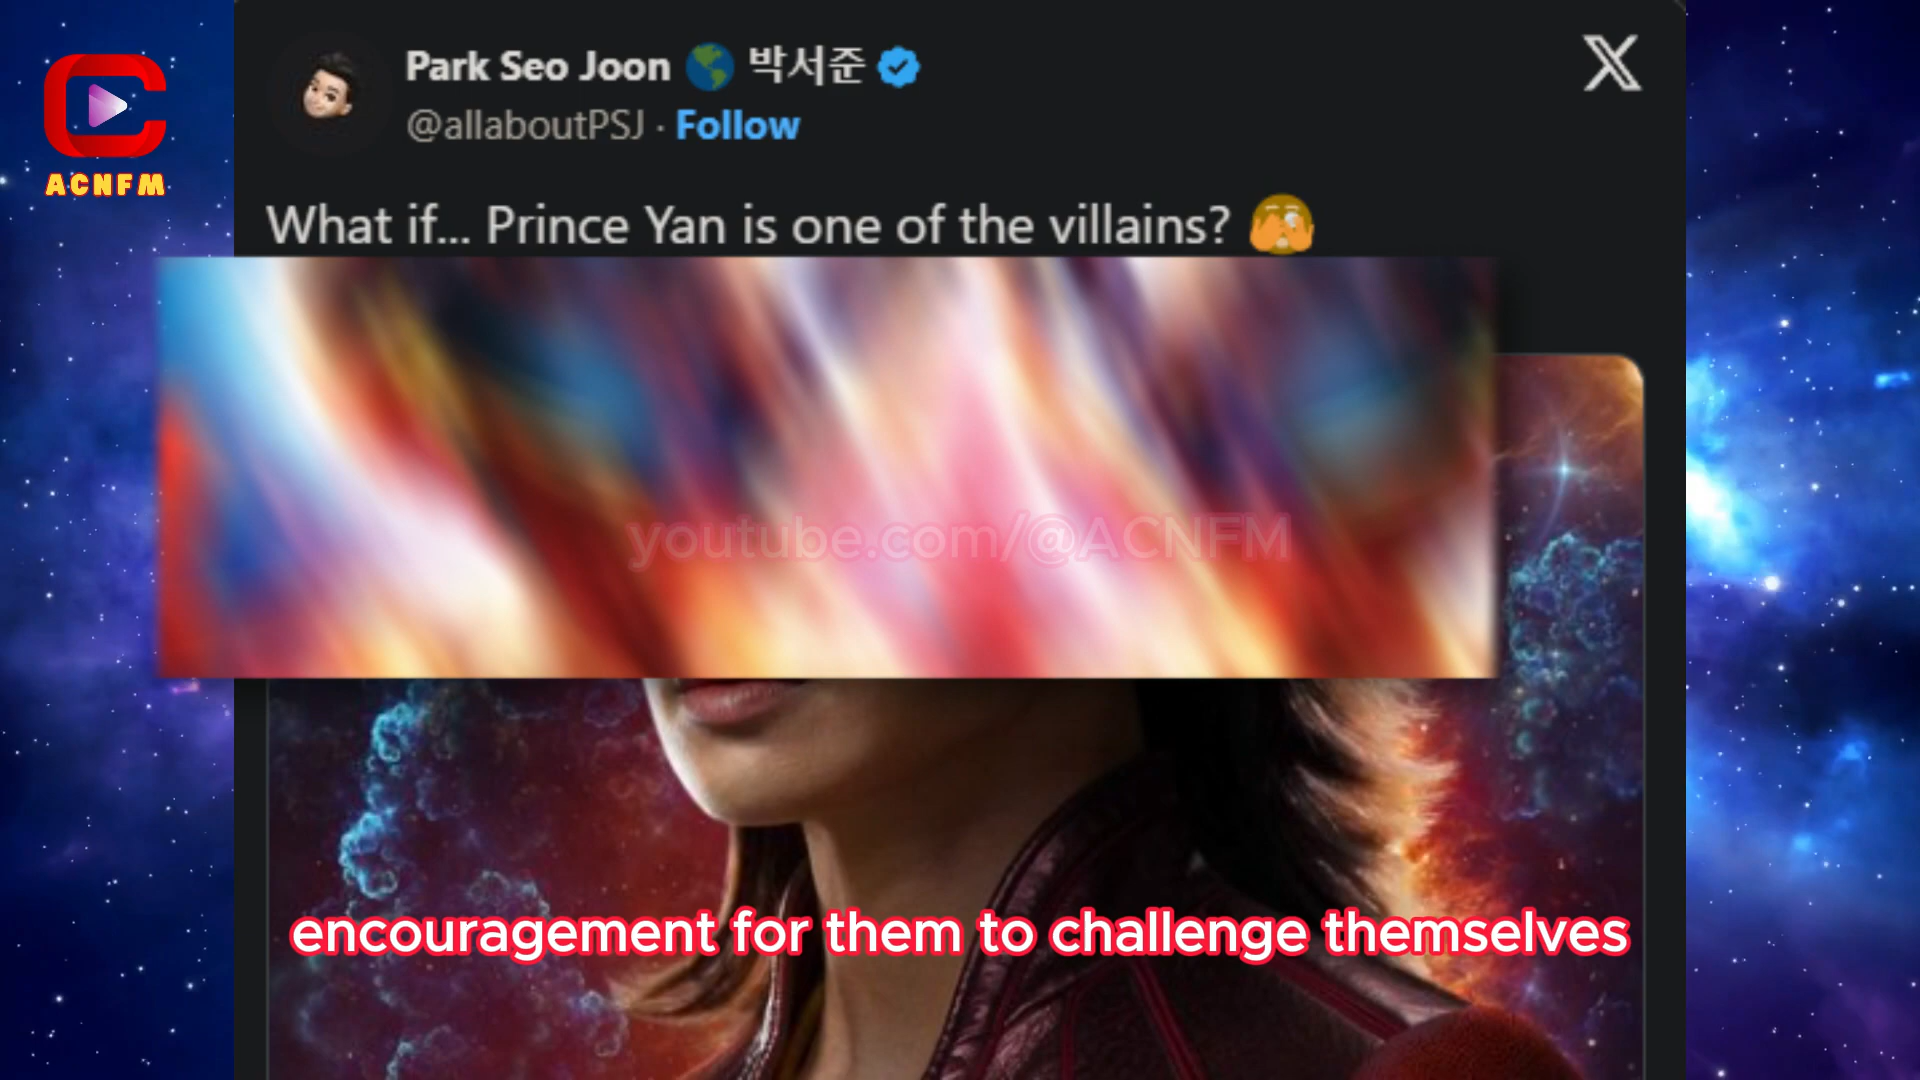 ACNFM
Park Seo Joon 🌎 박서준
@allaboutPSJ · Follow
What if... Prince Yan is one of the villains? 🫣
youtube.com/@ACNFM
encouragement for them to challenge themselves